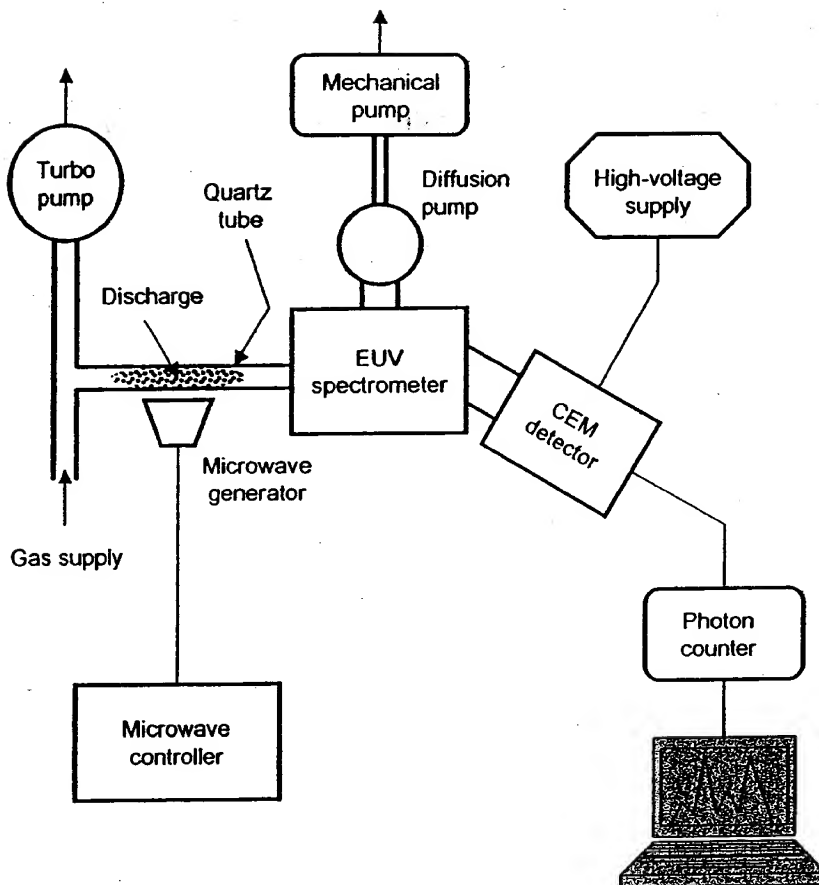 Mechanical
pump
Turbo
pump
Quartz
tube
Diffusion
pump
High-voltage
supply
Discharge
EUV
spectrometer
CEM
detector
Microwave
generator
Gas supply
Photon
counter
Microwave
controller